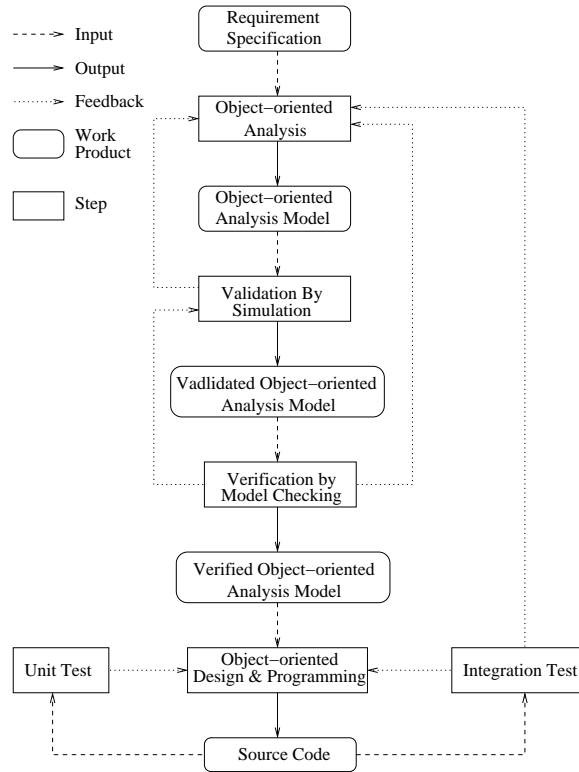 Input
Output
Feedback
Work
Product
Step
Requirement
Specification
Object−oriented
Analysis
Object−oriented
Analysis Model
Validation By
Simulation
Vadlidated Object−oriented
Analysis Model
Verification by
Model Checking
Verified Object−oriented
Analysis Model
Unit Test
Object−oriented
Design & Programming
Integration Test
Source Code